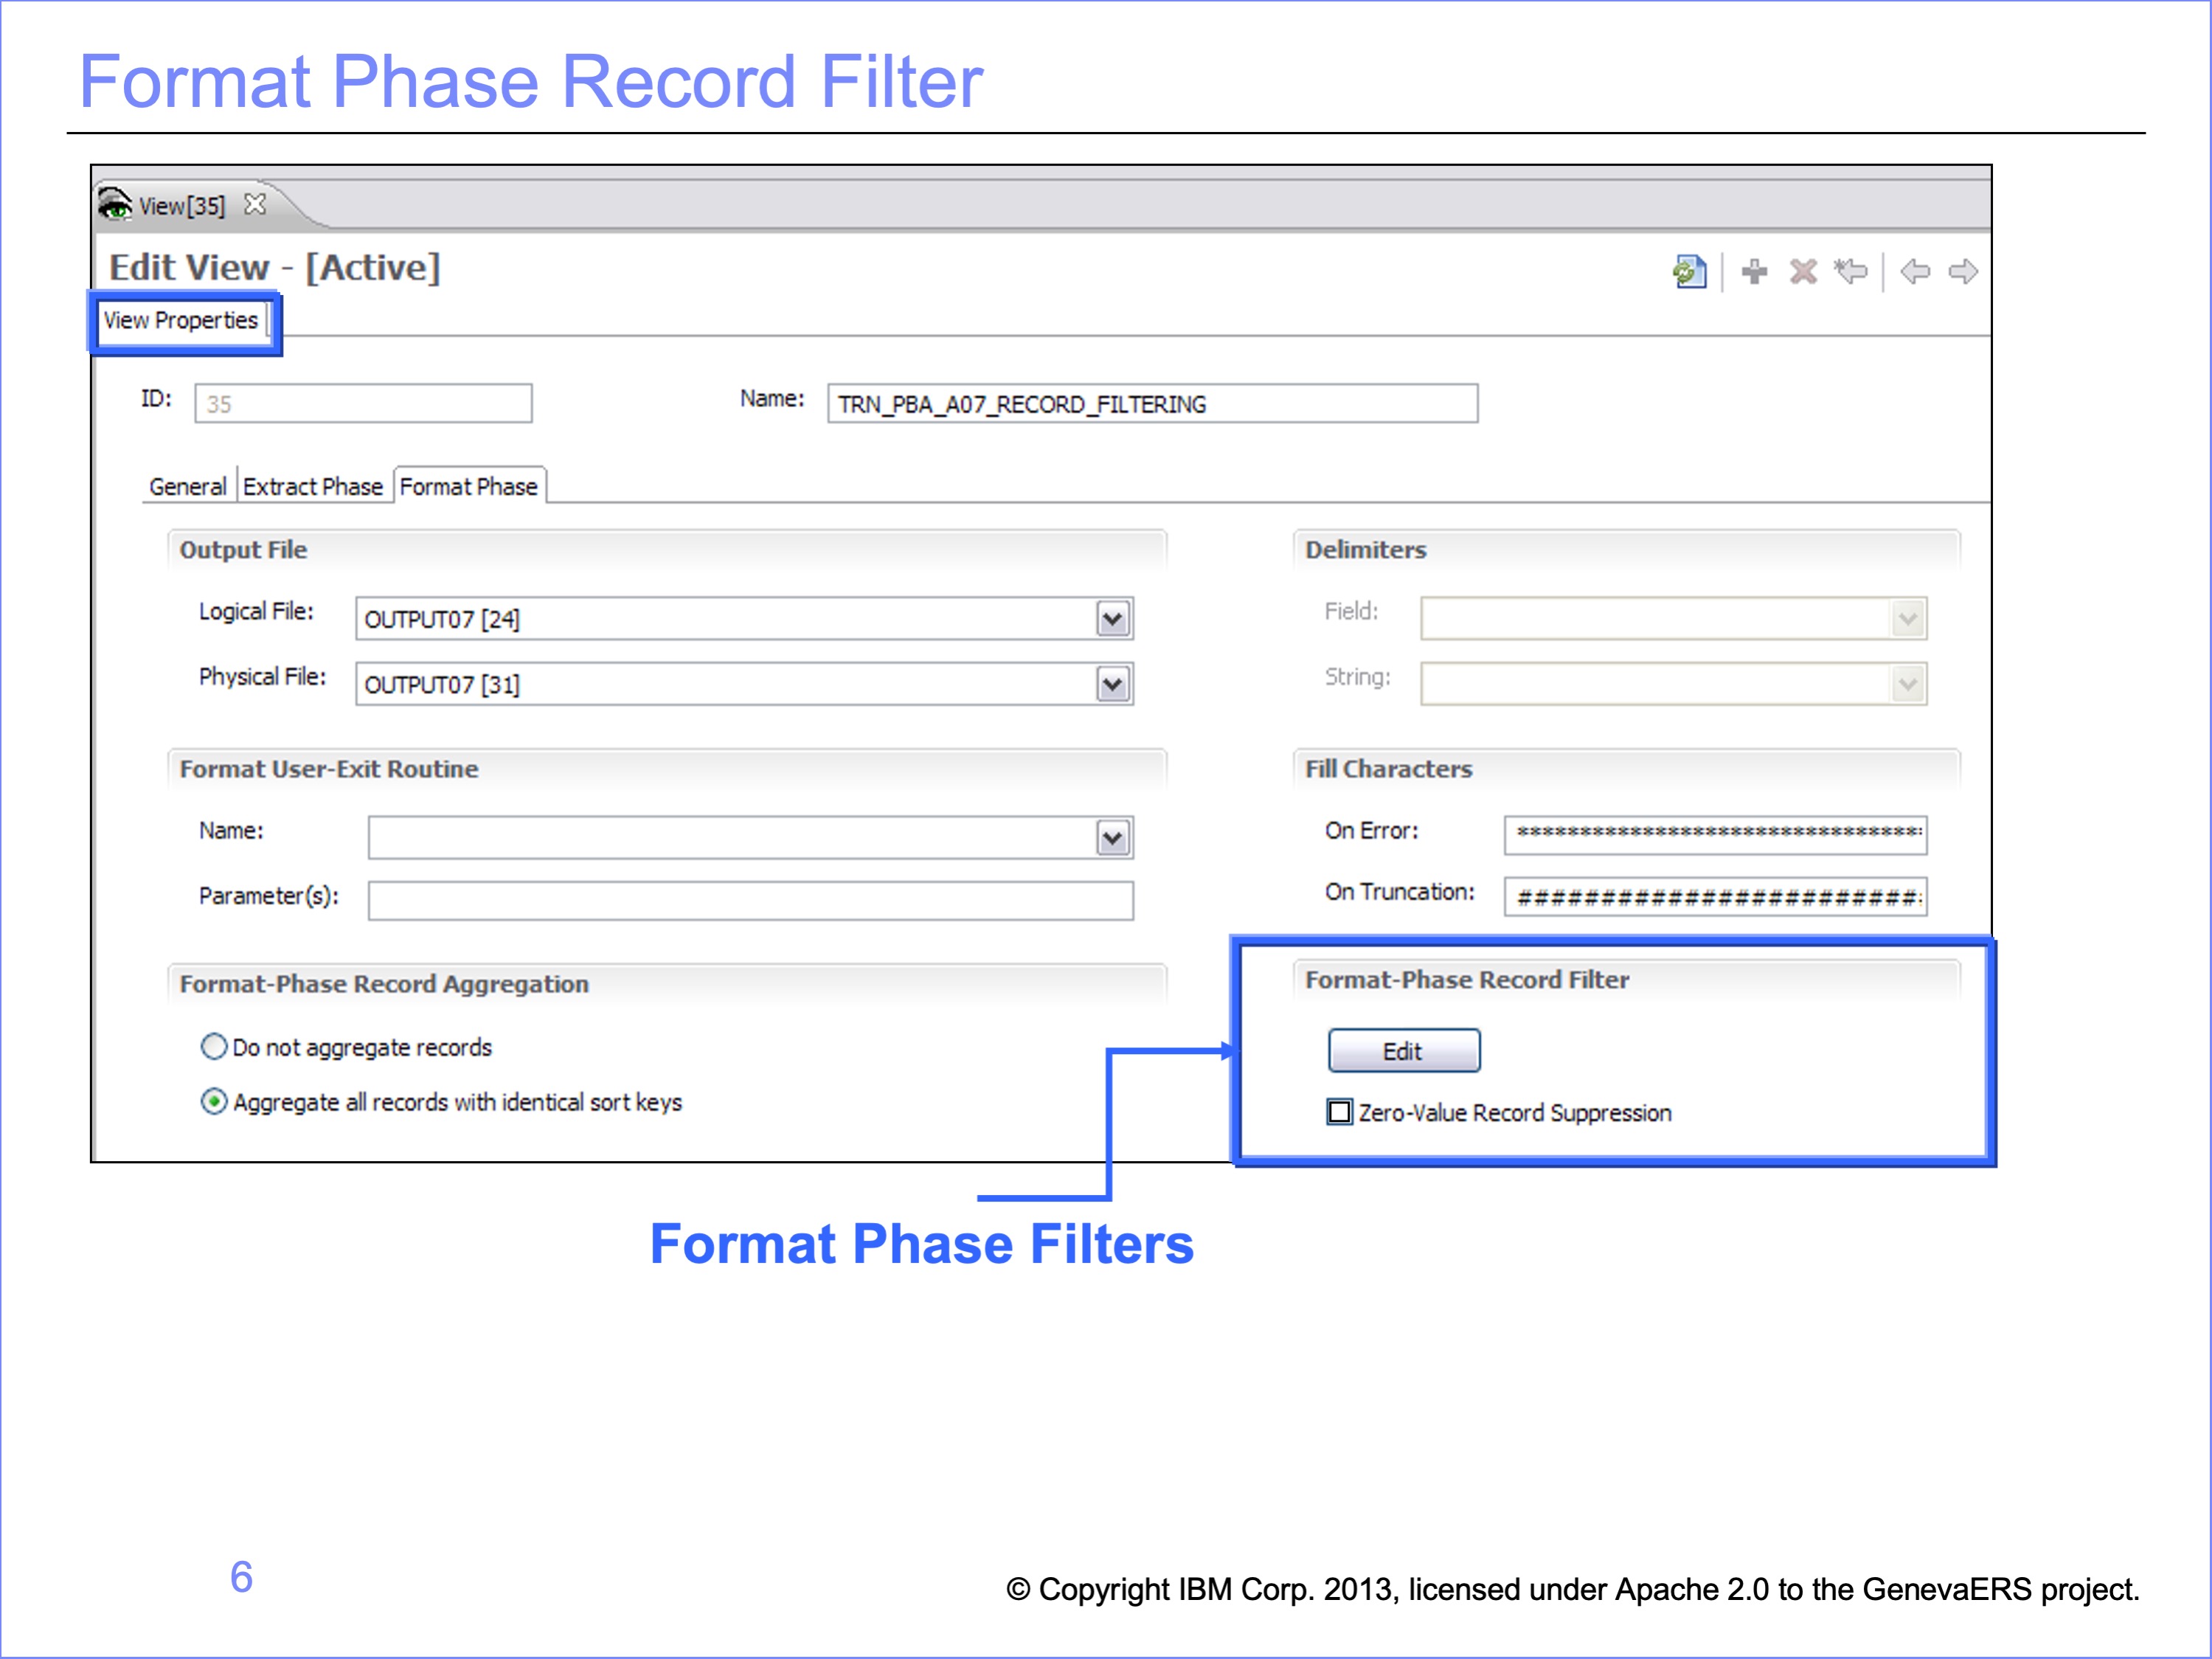 Format Phase Record Filter
View[35]
Edit View - [Active]
View Properties
ID: 35 Name: TRN_PBA_A07_RECORD_FILTERING
General Extract Phase Format Phase
Output File
Logical File: OUTPUT07 [24]
Physical File: OUTPUT07 [31]
Delimiters
Field:
String:
Format User-Exit Routine
Name:
Parameter(s):
Fill Characters
On Error: ********************************
On Truncation: ########################
Format-Phase Record Aggregation
Do not aggregate records
Aggregate all records with identical sort keys
Format-Phase Record Filter
Edit
Zero-Value Record Suppression
Format Phase Filters
6
© Copyright IBM Corp. 2013, licensed under Apache 2.0 to the GenevaERS project.